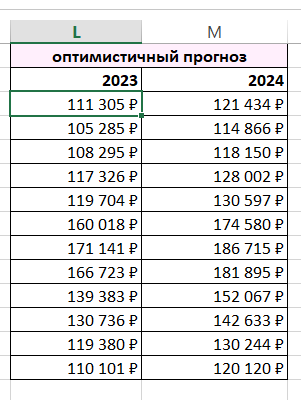 L M
оптимистичный прогноз
2023 2024
111 305 ₽ 121 434 ₽
105 285 ₽ 114 866 ₽
108 295 ₽ 118 150 ₽
117 326 ₽ 128 002 ₽
119 704 ₽ 130 597 ₽
160 018 ₽ 174 580 ₽
171 141 ₽ 186 715 ₽
166 723 ₽ 181 895 ₽
139 383 ₽ 152 067 ₽
130 736 ₽ 142 633 ₽
119 380 ₽ 130 244 ₽
110 101 ₽ 120 120 ₽